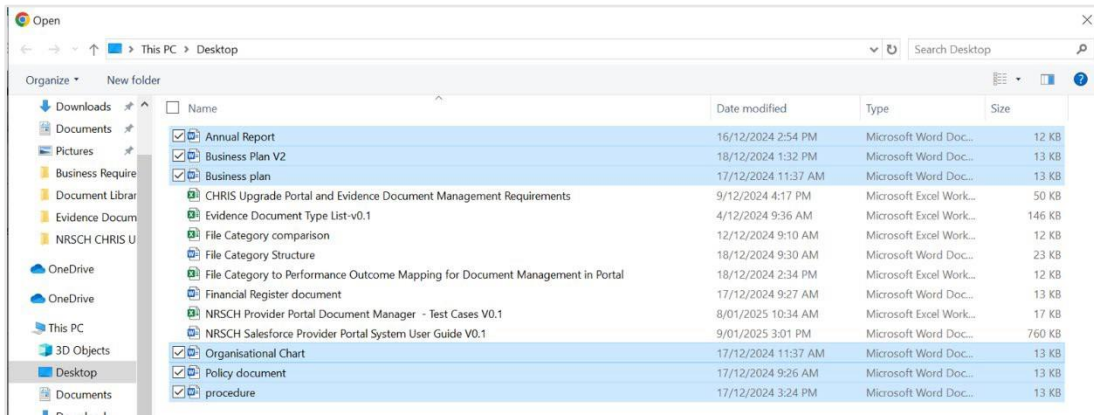 Open
This PC > Desktop
Search Desktop
Organize
New folder
Downloads
Documents
Pictures
Business Require
Document Librar
Evidence Docum
NRSCH CHRIS U
OneDrive
OneDrive
This PC
3D Objects
Desktop
Documents
Name Date modified Type Size
Annual Report 16/12/2024 2:54 PM Microsoft Word Doc... 12 KB
Business Plan V2 18/12/2024 1:32 PM Microsoft Word Doc... 13 KB
Business plan 17/12/2024 11:37 AM Microsoft Word Doc... 13 KB
CHRIS Upgrade Portal and Evidence Document Management Requirements 9/12/2024 4:17 PM Microsoft Excel Work... 50 KB
Evidence Document Type List-v0.1 4/12/2024 9:36 AM Microsoft Excel Work... 146 KB
File Category comparison 12/12/2024 9:10 AM Microsoft Excel Work... 12 KB
File Category Structure 18/12/2024 9:30 AM Microsoft Word Doc... 23 KB
File Category to Performance Outcome Mapping for Document Management in Portal 18/12/2024 2:34 PM Microsoft Excel Work... 12 KB
Financial Register document 17/12/2024 9:27 AM Microsoft Word Doc... 13 KB
NRSCH Provider Portal Document Manager - Test Cases V0.1 8/01/2025 10:34 AM Microsoft Excel Work... 17 KB
NRSCH Salesforce Provider Portal System User Guide V0.1 9/01/2025 3:01 PM Microsoft Word Doc... 760 KB
Organisational Chart 17/12/2024 11:37 AM Microsoft Word Doc... 13 KB
Policy document 17/12/2024 9:26 AM Microsoft Word Doc... 13 KB
procedure 17/12/2024 3:24 PM Microsoft Word Doc... 13 KB